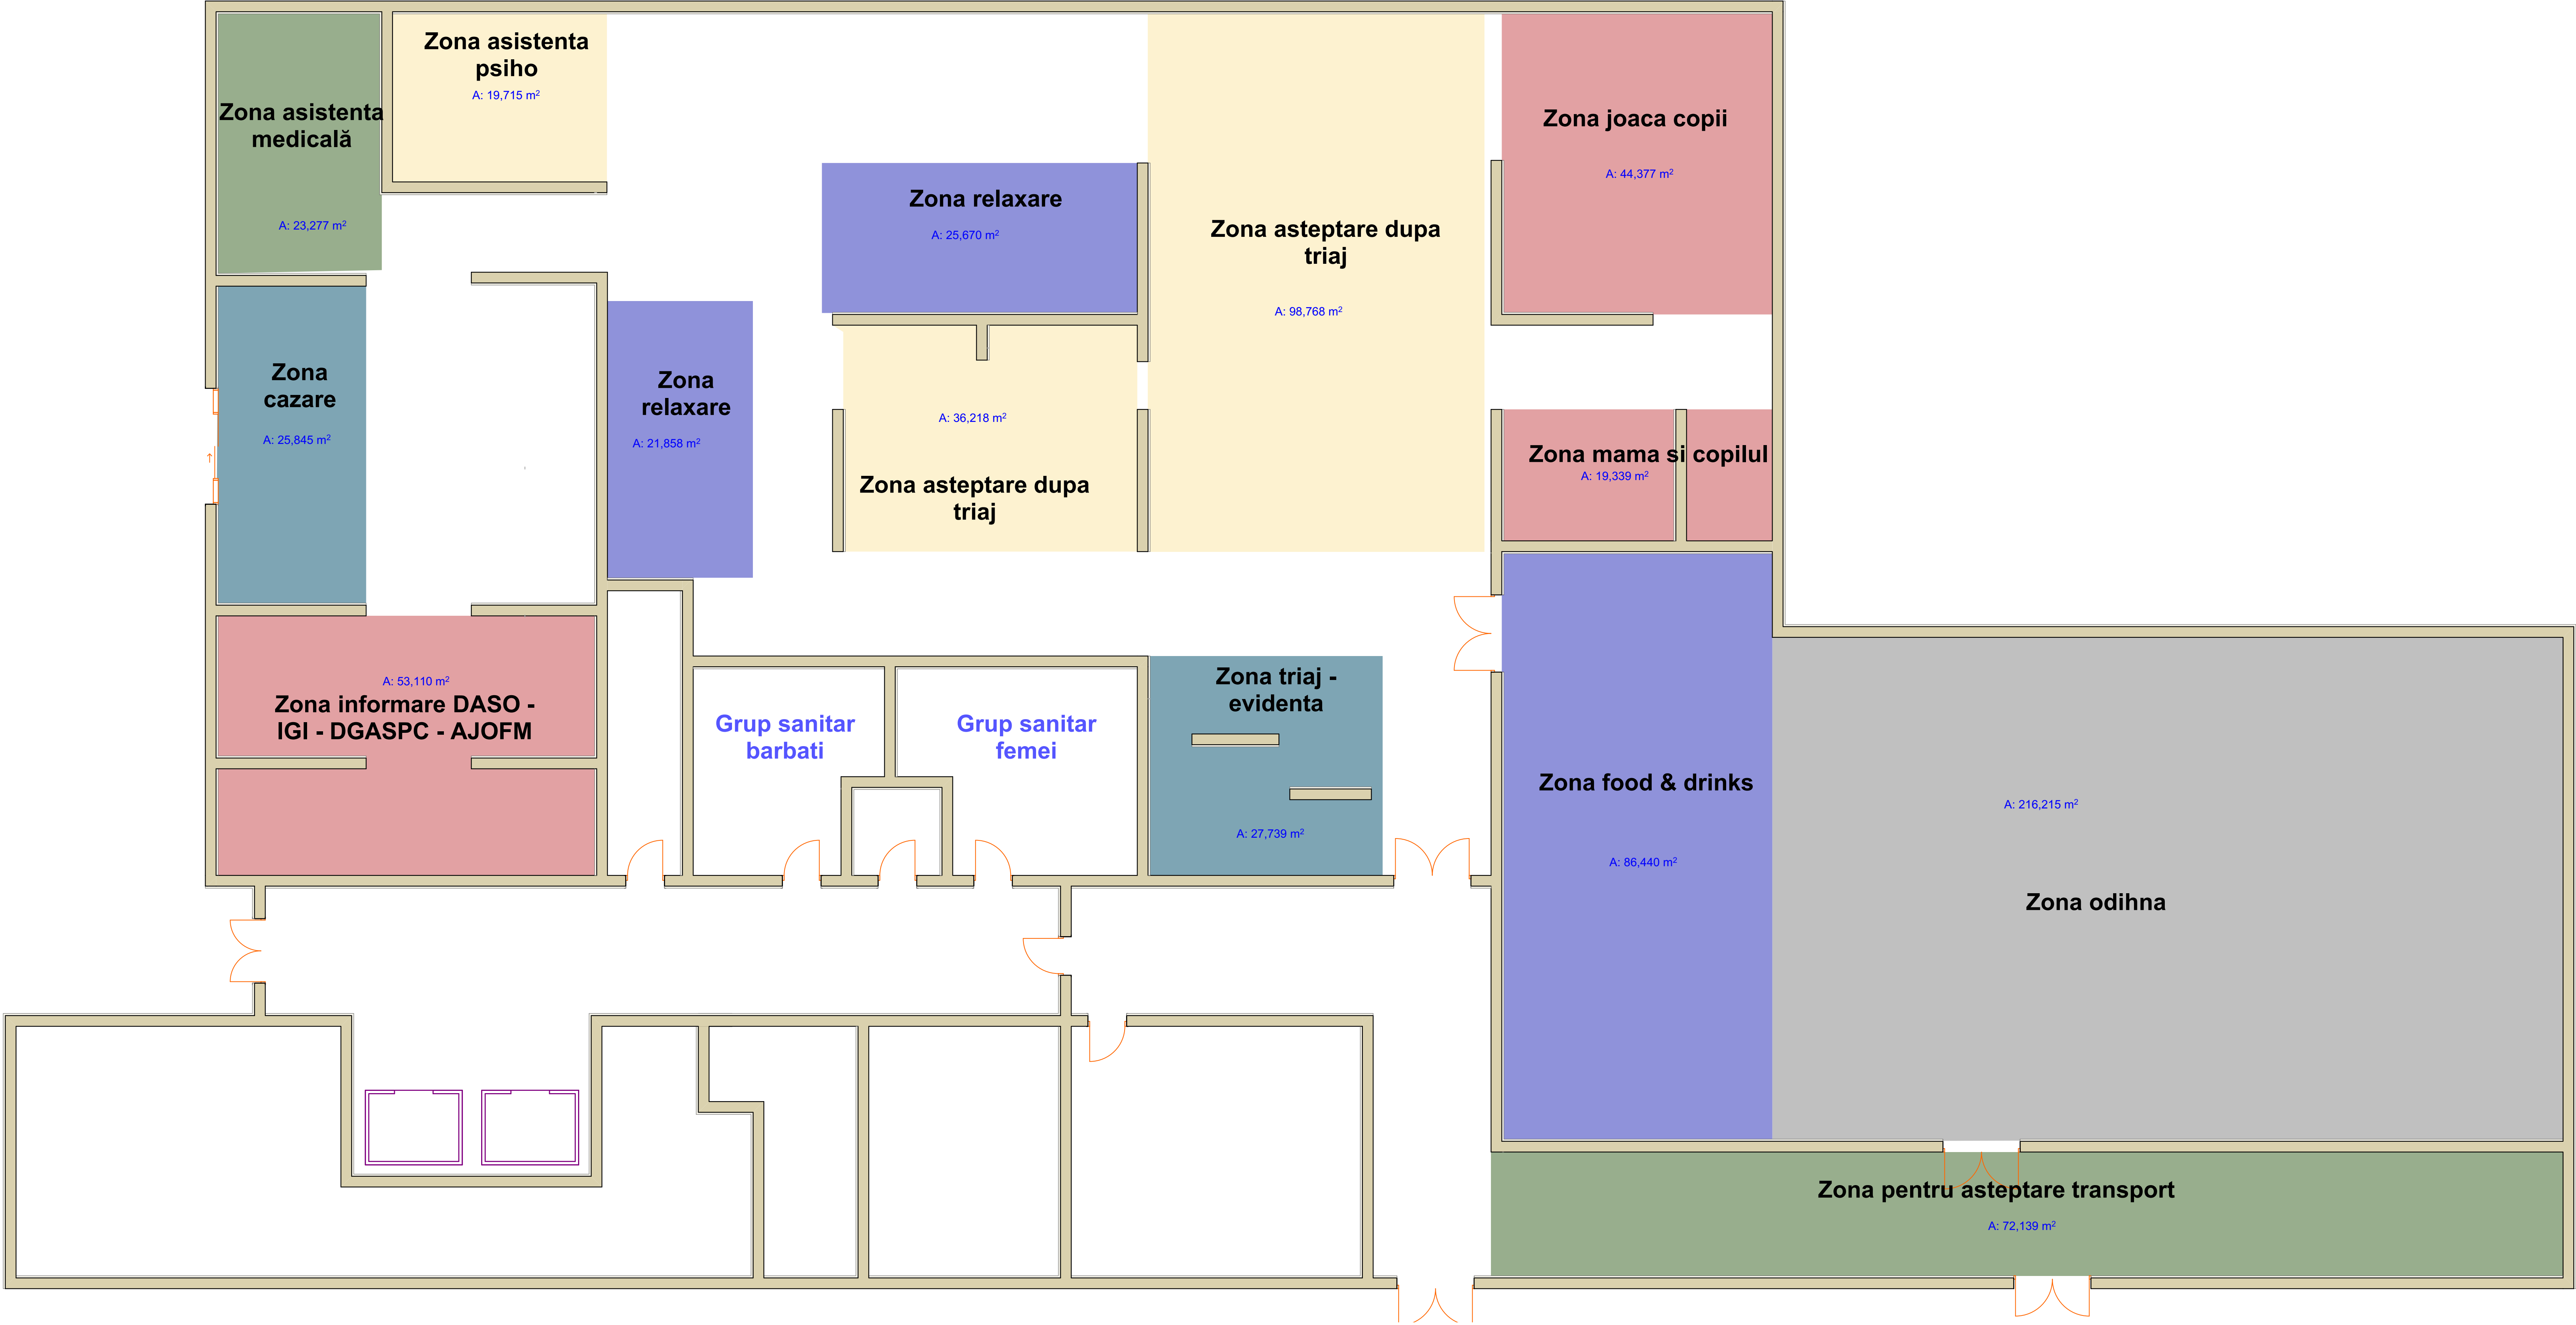 Zona asistenta
medicală
A: 23,277 m²
Zona asistenta
psiho
A: 19,715 m²
Zona relaxare
A: 25,670 m²
Zona asteptare dupa
triaj
A: 98,768 m²
Zona joaca copii
A: 44,377 m²
Zona
cazare
A: 25,845 m²
Zona
relaxare
A: 21,858 m²
A: 36,218 m²
Zona asteptare dupa
triaj
Zona mama si copilul
A: 19,339 m²
A: 53,110 m²
Zona informare DASO -
IGI - DGASPC - AJOFM
Grup sanitar
barbati
Grup sanitar
femei
Zona triaj -
evidenta
A: 27,739 m²
Zona food & drinks
A: 86,440 m²
A: 216,215 m²
Zona odihna
Zona pentru asteptare transport
A: 72,139 m²